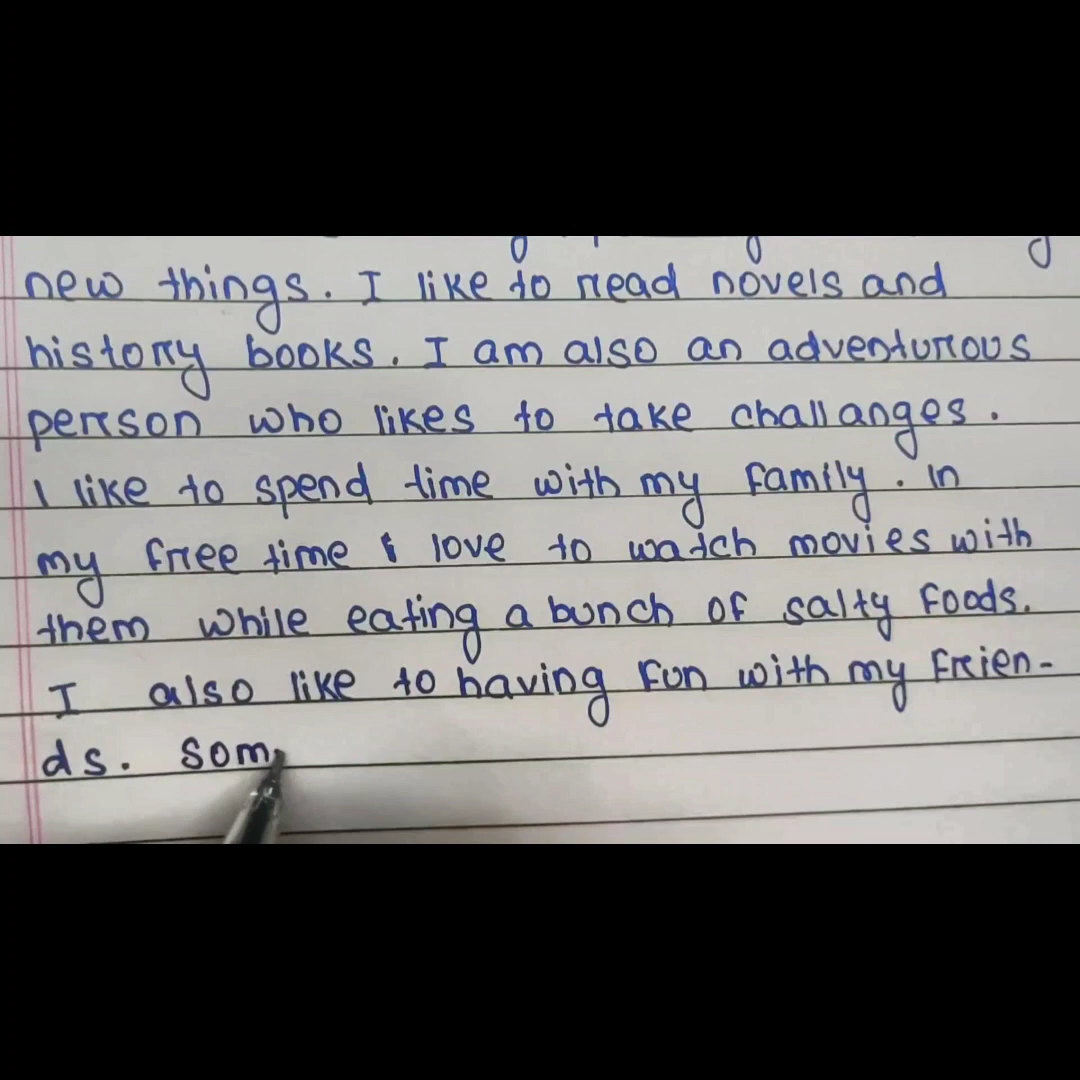 new things. I like to read novels and
history books. I am also an adventurous
person who likes to take challanges.
I like to spend time with my family. In
my free time I love to watch movies with
them while eating a bunch of salty foods.
I also like to having fun with my frien-
ds. som